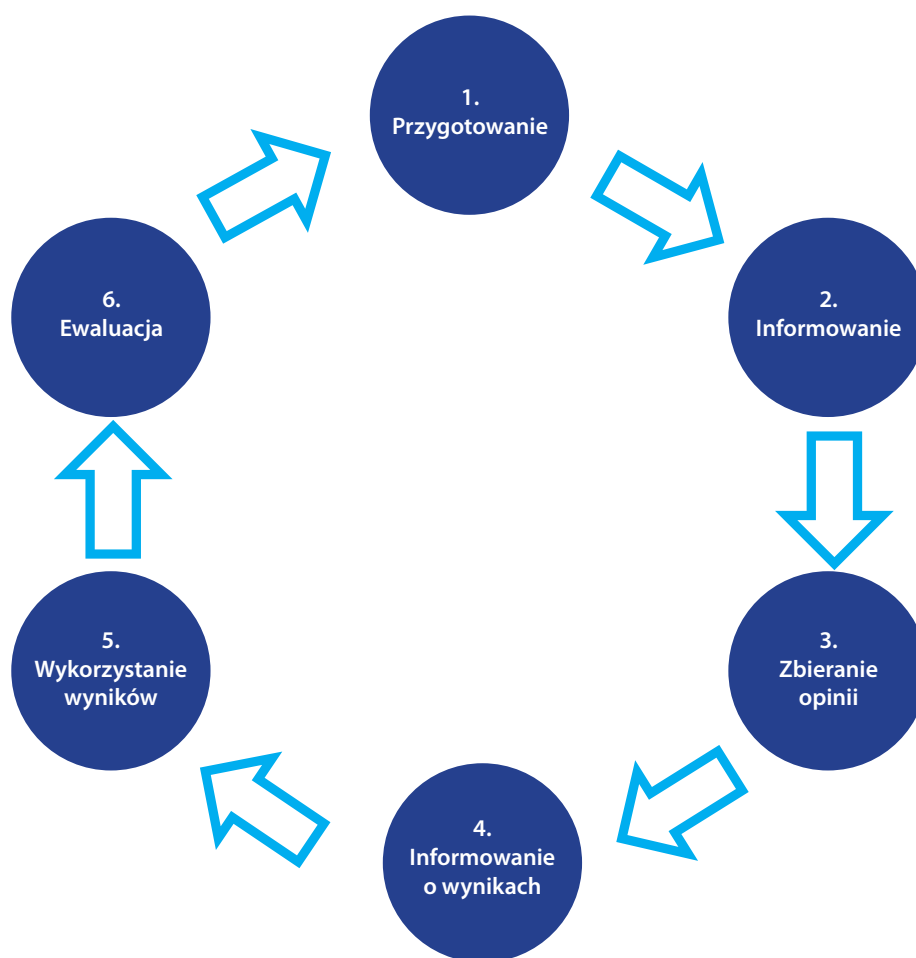 1.
Przygotowanie
2.
Informowanie
3.
Zbieranie
opinii
4.
Informowanie
o wynikach
5.
Wykorzystanie
wyników
6.
Ewaluacja